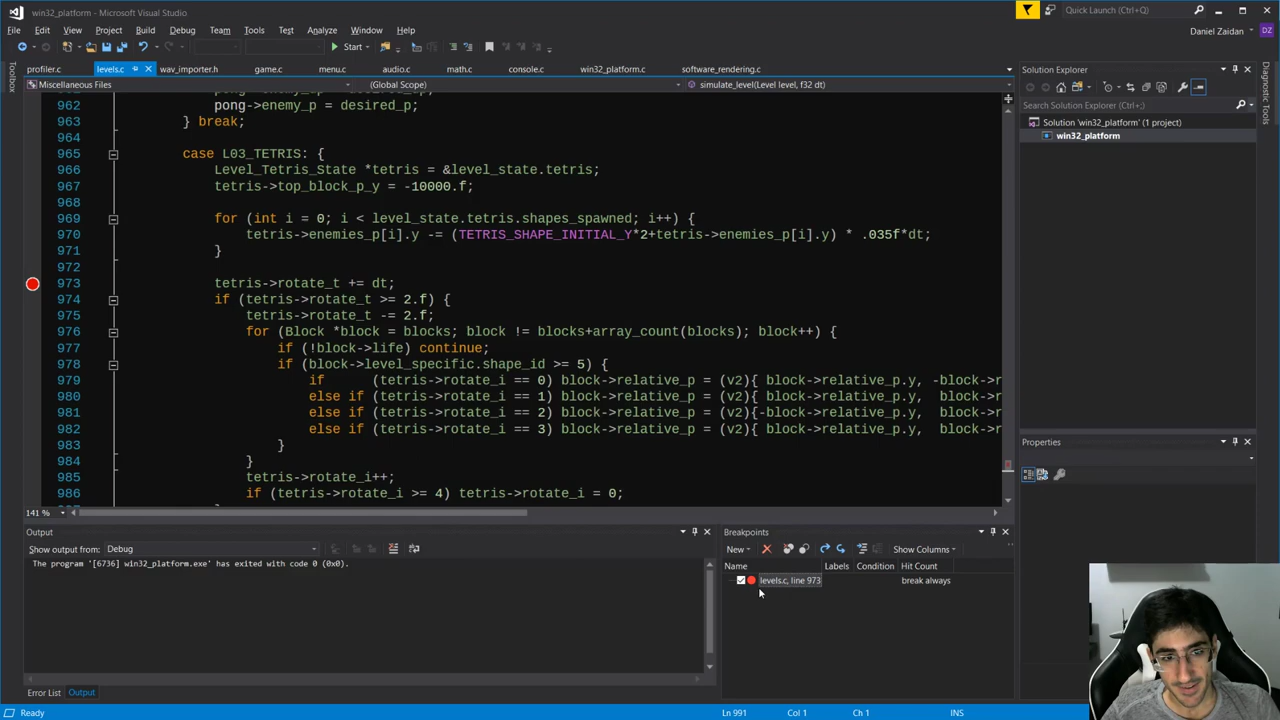 win32_platform - Microsoft Visual Studio
Quick Launch (Ctrl+Q)
File Edit View Project Build Debug Team Tools Test Analyze Window Help
Daniel Zaidan DZ
Start
Toolbox
profiler.c levels.c wav_importer.h game.c menu.c audio.c math.c console.c win32_platform.c software_rendering.c
Miscellaneous Files (Global Scope) simulate_level(Level level, f32 dt)
962 pong->enemy_p = desired_p;
963 } break;
964
965 case L03_TETRIS: {
966 Level_Tetris_State *tetris = &level_state.tetris;
967 tetris->top_block_p_y = -10000.f;
968
969 for (int i = 0; i < level_state.tetris.shapes_spawned; i++) {
970 tetris->enemies_p[i].y -= (TETRIS_SHAPE_INITIAL_Y*2+tetris->enemies_p[i].y) * .035f*dt;
971 }
972
973 tetris->rotate_t += dt;
974 if (tetris->rotate_t >= 2.f) {
975 tetris->rotate_t -= 2.f;
976 for (Block *block = blocks; block != blocks+array_count(blocks); block++) {
977 if (!block->life) continue;
978 if (block->level_specific.shape_id >= 5) {
979 if (tetris->rotate_i == 0) block->relative_p = (v2){ block->relative_p.y, -block->r
980 else if (tetris->rotate_i == 1) block->relative_p = (v2){ block->relative_p.y, block->r
981 else if (tetris->rotate_i == 2) block->relative_p = (v2){-block->relative_p.y, block->r
982 else if (tetris->rotate_i == 3) block->relative_p = (v2){ block->relative_p.y, block->r
983 }
984 }
985 tetris->rotate_i++;
986 if (tetris->rotate_i >= 4) tetris->rotate_i = 0;
141 %
Solution Explorer
Search Solution Explorer (Ctrl+;)
Solution 'win32_platform' (1 project)
win32_platform
Diagnostic Tools
Properties
Output
Show output from: Debug
The program '[6736] win32_platform.exe' has exited with code 0 (0x0).
Breakpoints
New Show Columns
Name Labels Condition Hit Count
levels.c, line 973 break always
Error List Output
Ready Ln 991 Col 1 Ch 1 INS